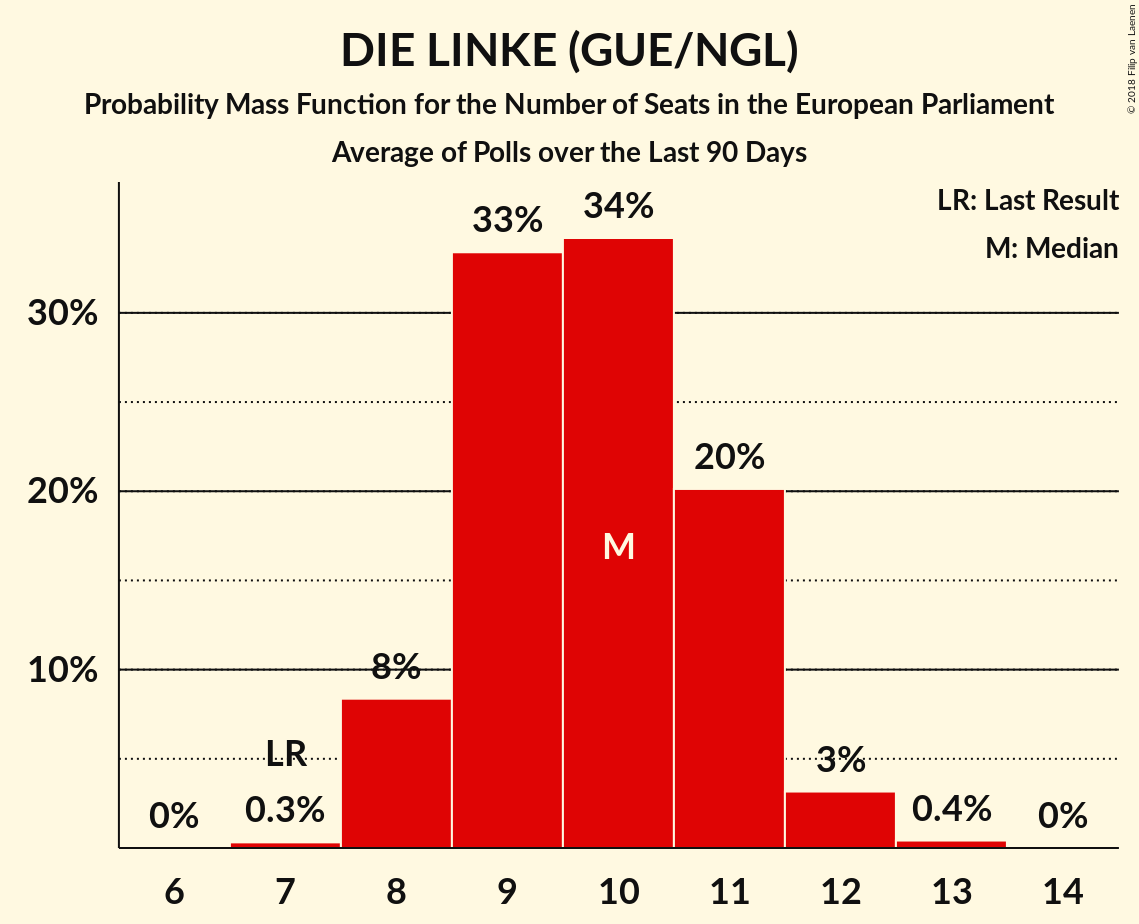 DIE LINKE (GUE/NGL)
Probability Mass Function for the Number of Seats in the European Parliament
Average of Polls over the Last 90 Days
© 2018 Filip van Laenen
LR: Last Result
M: Median
30%
20%
10%
0%
LR
0.3%
8%
33%
34%
M
20%
3%
0.4%
0%
6 7 8 9 10 11 12 13 14